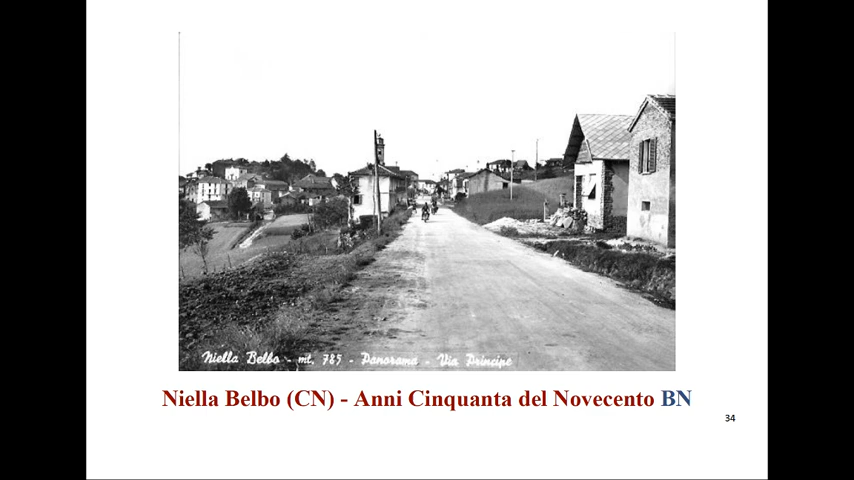 Niella Belbo - mt. 785 - Panorama - Via Principe
Niella Belbo (CN) - Anni Cinquanta del Novecento BN
34